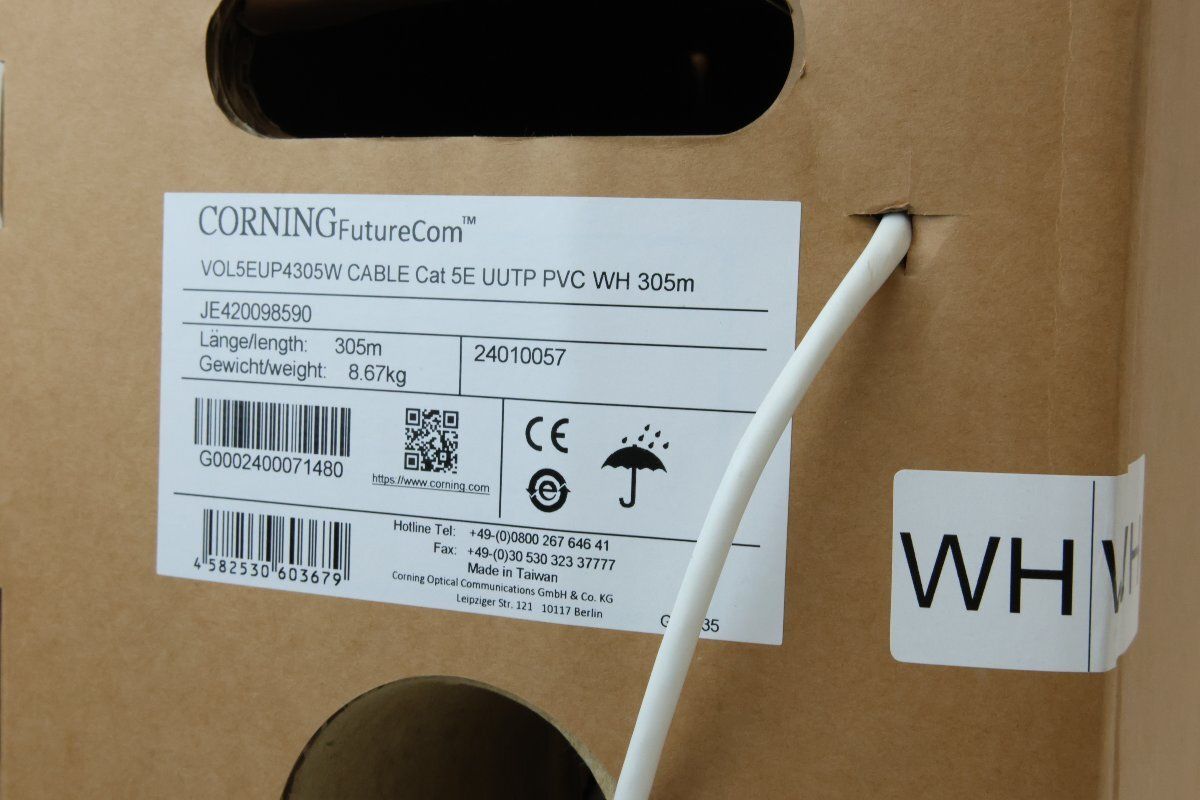 CORNING FutureCom™
VOL5EUP4305W CABLE Cat 5E UUTP PVC WH 305m
JE420098590
Länge/length: 305m
Gewicht/weight: 8.67kg
24010057
G0002400071480
https://www.corning.com
CE
e
4 582530 603679
Hotline Tel: +49-(0)0800 267 646 41
Fax: +49-(0)30 530 323 37777
Made in Taiwan
Corning Optical Communications GmbH & Co. KG
Leipziger Str. 121 10117 Berlin
WH
WH